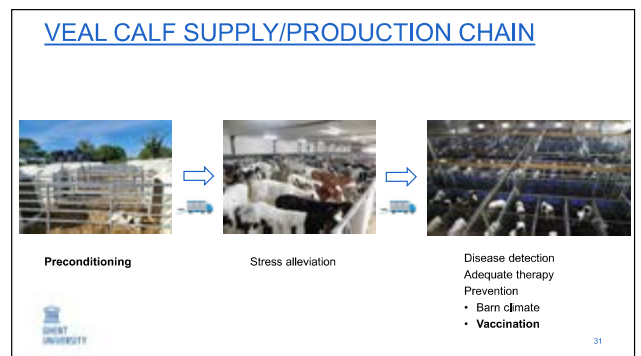 VEAL CALF SUPPLY/PRODUCTION CHAIN
Preconditioning
Stress alleviation
Disease detection
Adequate therapy
Prevention
• Barn climate
• Vaccination
GHENT
UNIVERSITY
31